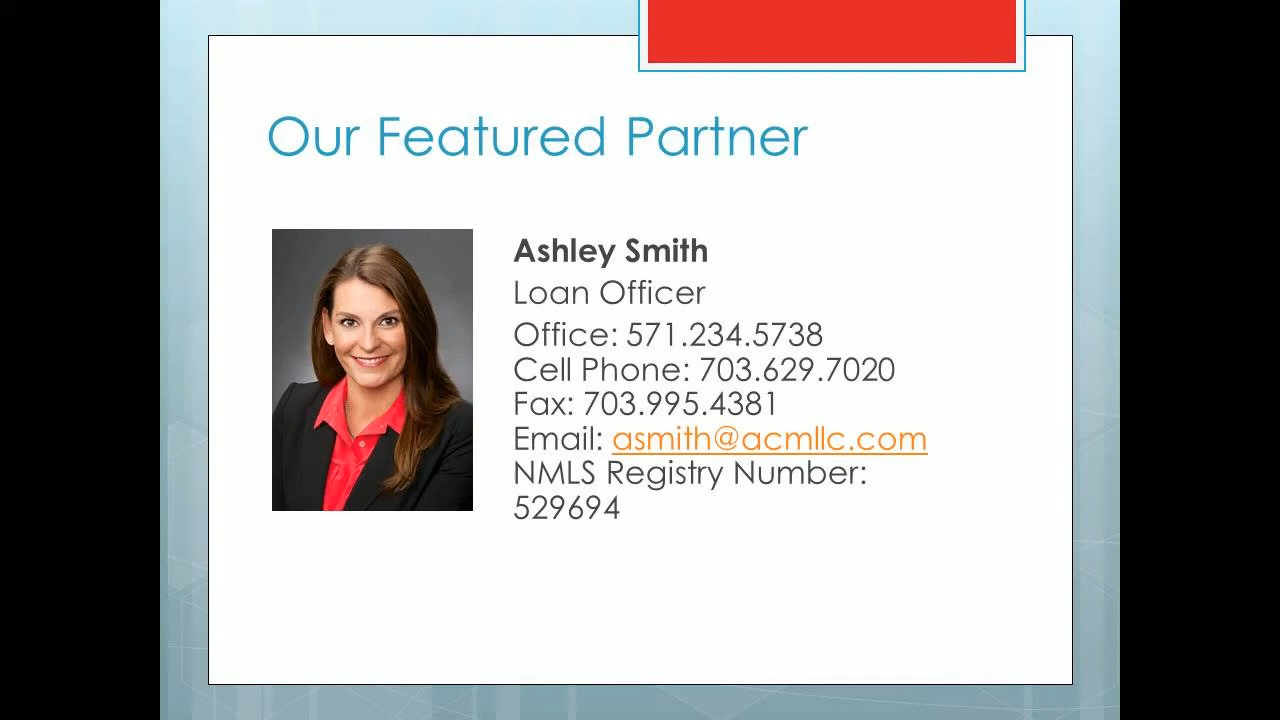 Our Featured Partner
Ashley Smith
Loan Officer
Office: 571.234.5738
Cell Phone: 703.629.7020
Fax: 703.995.4381
Email: asmith@acmllc.com
NMLS Registry Number:
529694